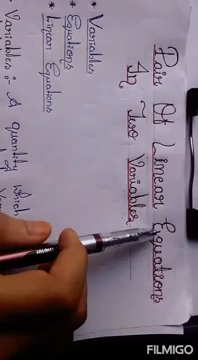 Pair Of Linear Equations
In Two Variables
* Variables
* Equations
* Linear Equations
Variables :- A quantity which
FILMIGO